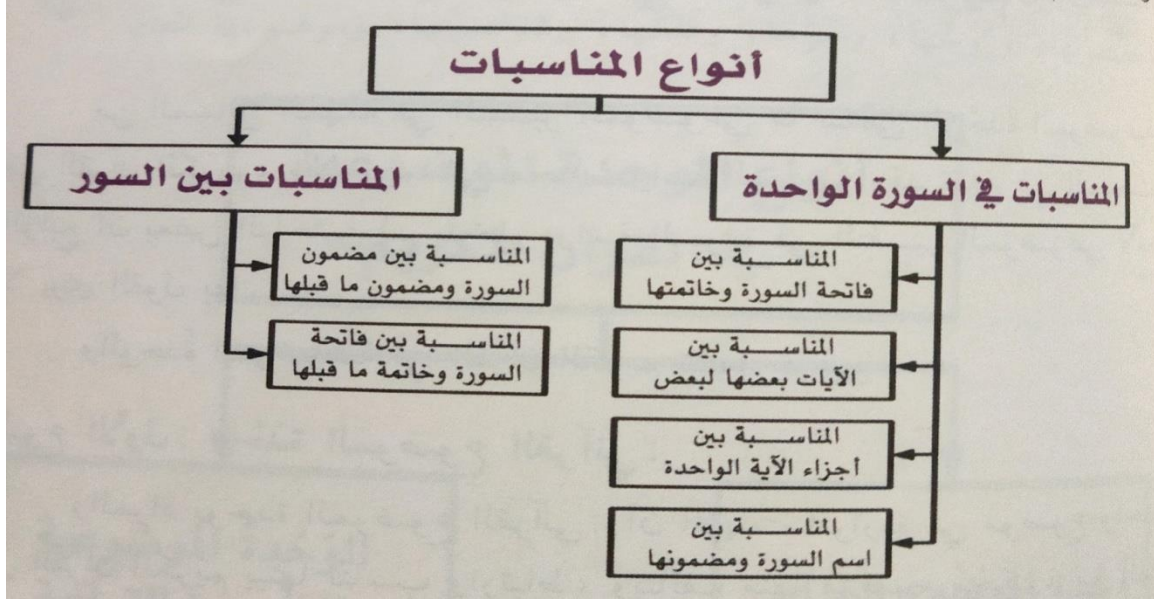 أنواع المناسبات
المناسبات في السورة الواحدة
المناسبة بين
فاتحة السورة وخاتمتها
المناسبة بين
الآيات بعضها لبعض
المناسبة بين
أجزاء الآية الواحدة
المناسبة بين
اسم السورة ومضمونها
المناسبات بين السور
المناسبة بين مضمون
السورة ومضمون ما قبلها
المناسبة بين فاتحة
السورة وخاتمة ما قبلها